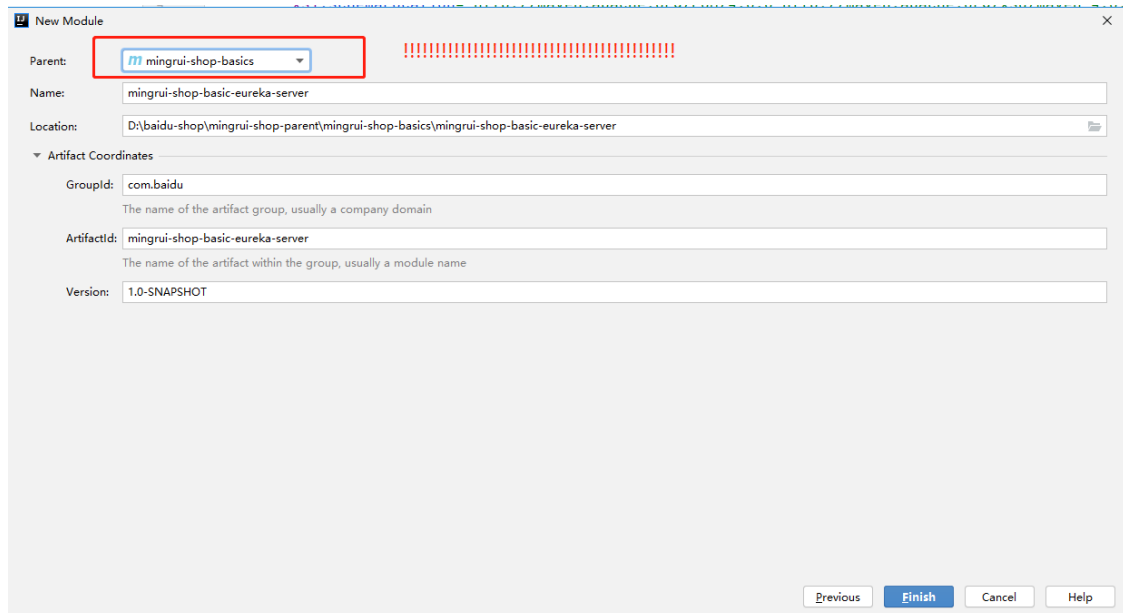 New Module
Parent: mingrui-shop-basics
!!!!!!!!!!!!!!!!!!!!!!!!!!!!!!!!!!!!!!!!!!!
Name: mingrui-shop-basic-eureka-server
Location: D:\baidu-shop\mingrui-shop-parent\mingrui-shop-basics\mingrui-shop-basic-eureka-server
Artifact Coordinates
GroupId: com.baidu
The name of the artifact group, usually a company domain
ArtifactId: mingrui-shop-basic-eureka-server
The name of the artifact within the group, usually a module name
Version: 1.0-SNAPSHOT
Previous Finish Cancel Help